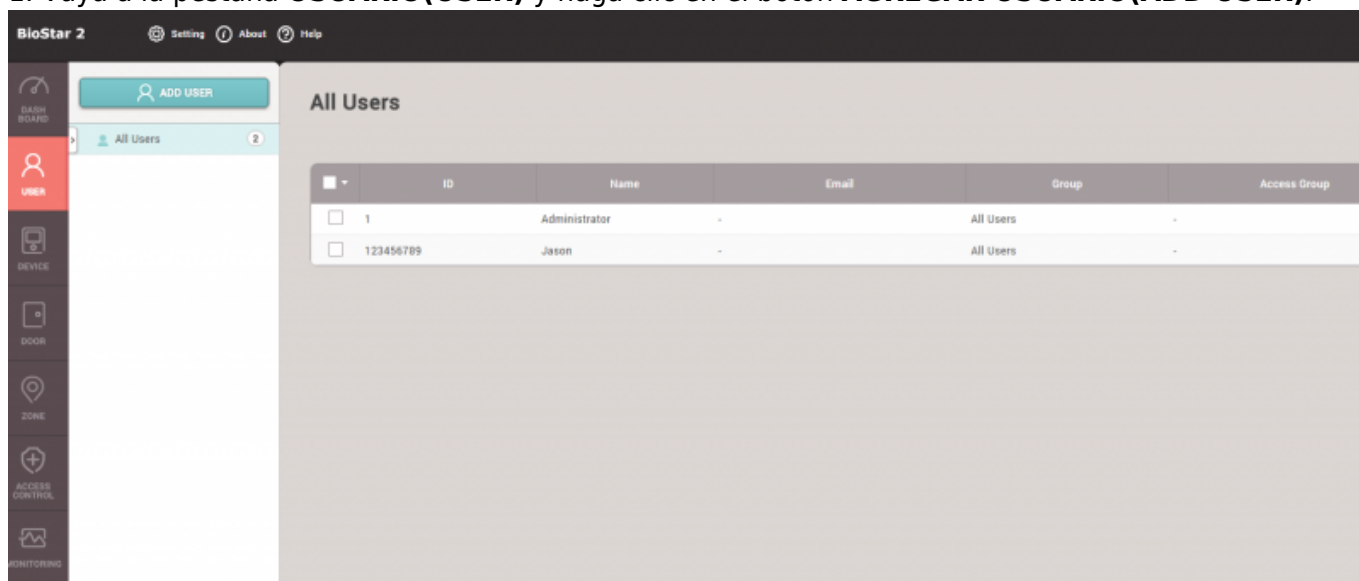 1. Vaya a la pestaña USUARIO(USER) y haga clic en el botón AGREGAR USUARIO(ADD USER).
BioStar 2 Setting About Help
DASH
BOARD
ADD USER
All Users
All Users 2
USER
ID Name Email Group Access Group
1 Administrator - All Users -
123456789 Jason - All Users -
DEVICE
DOOR
ZONE
ACCESS
CONTROL
MONITORING